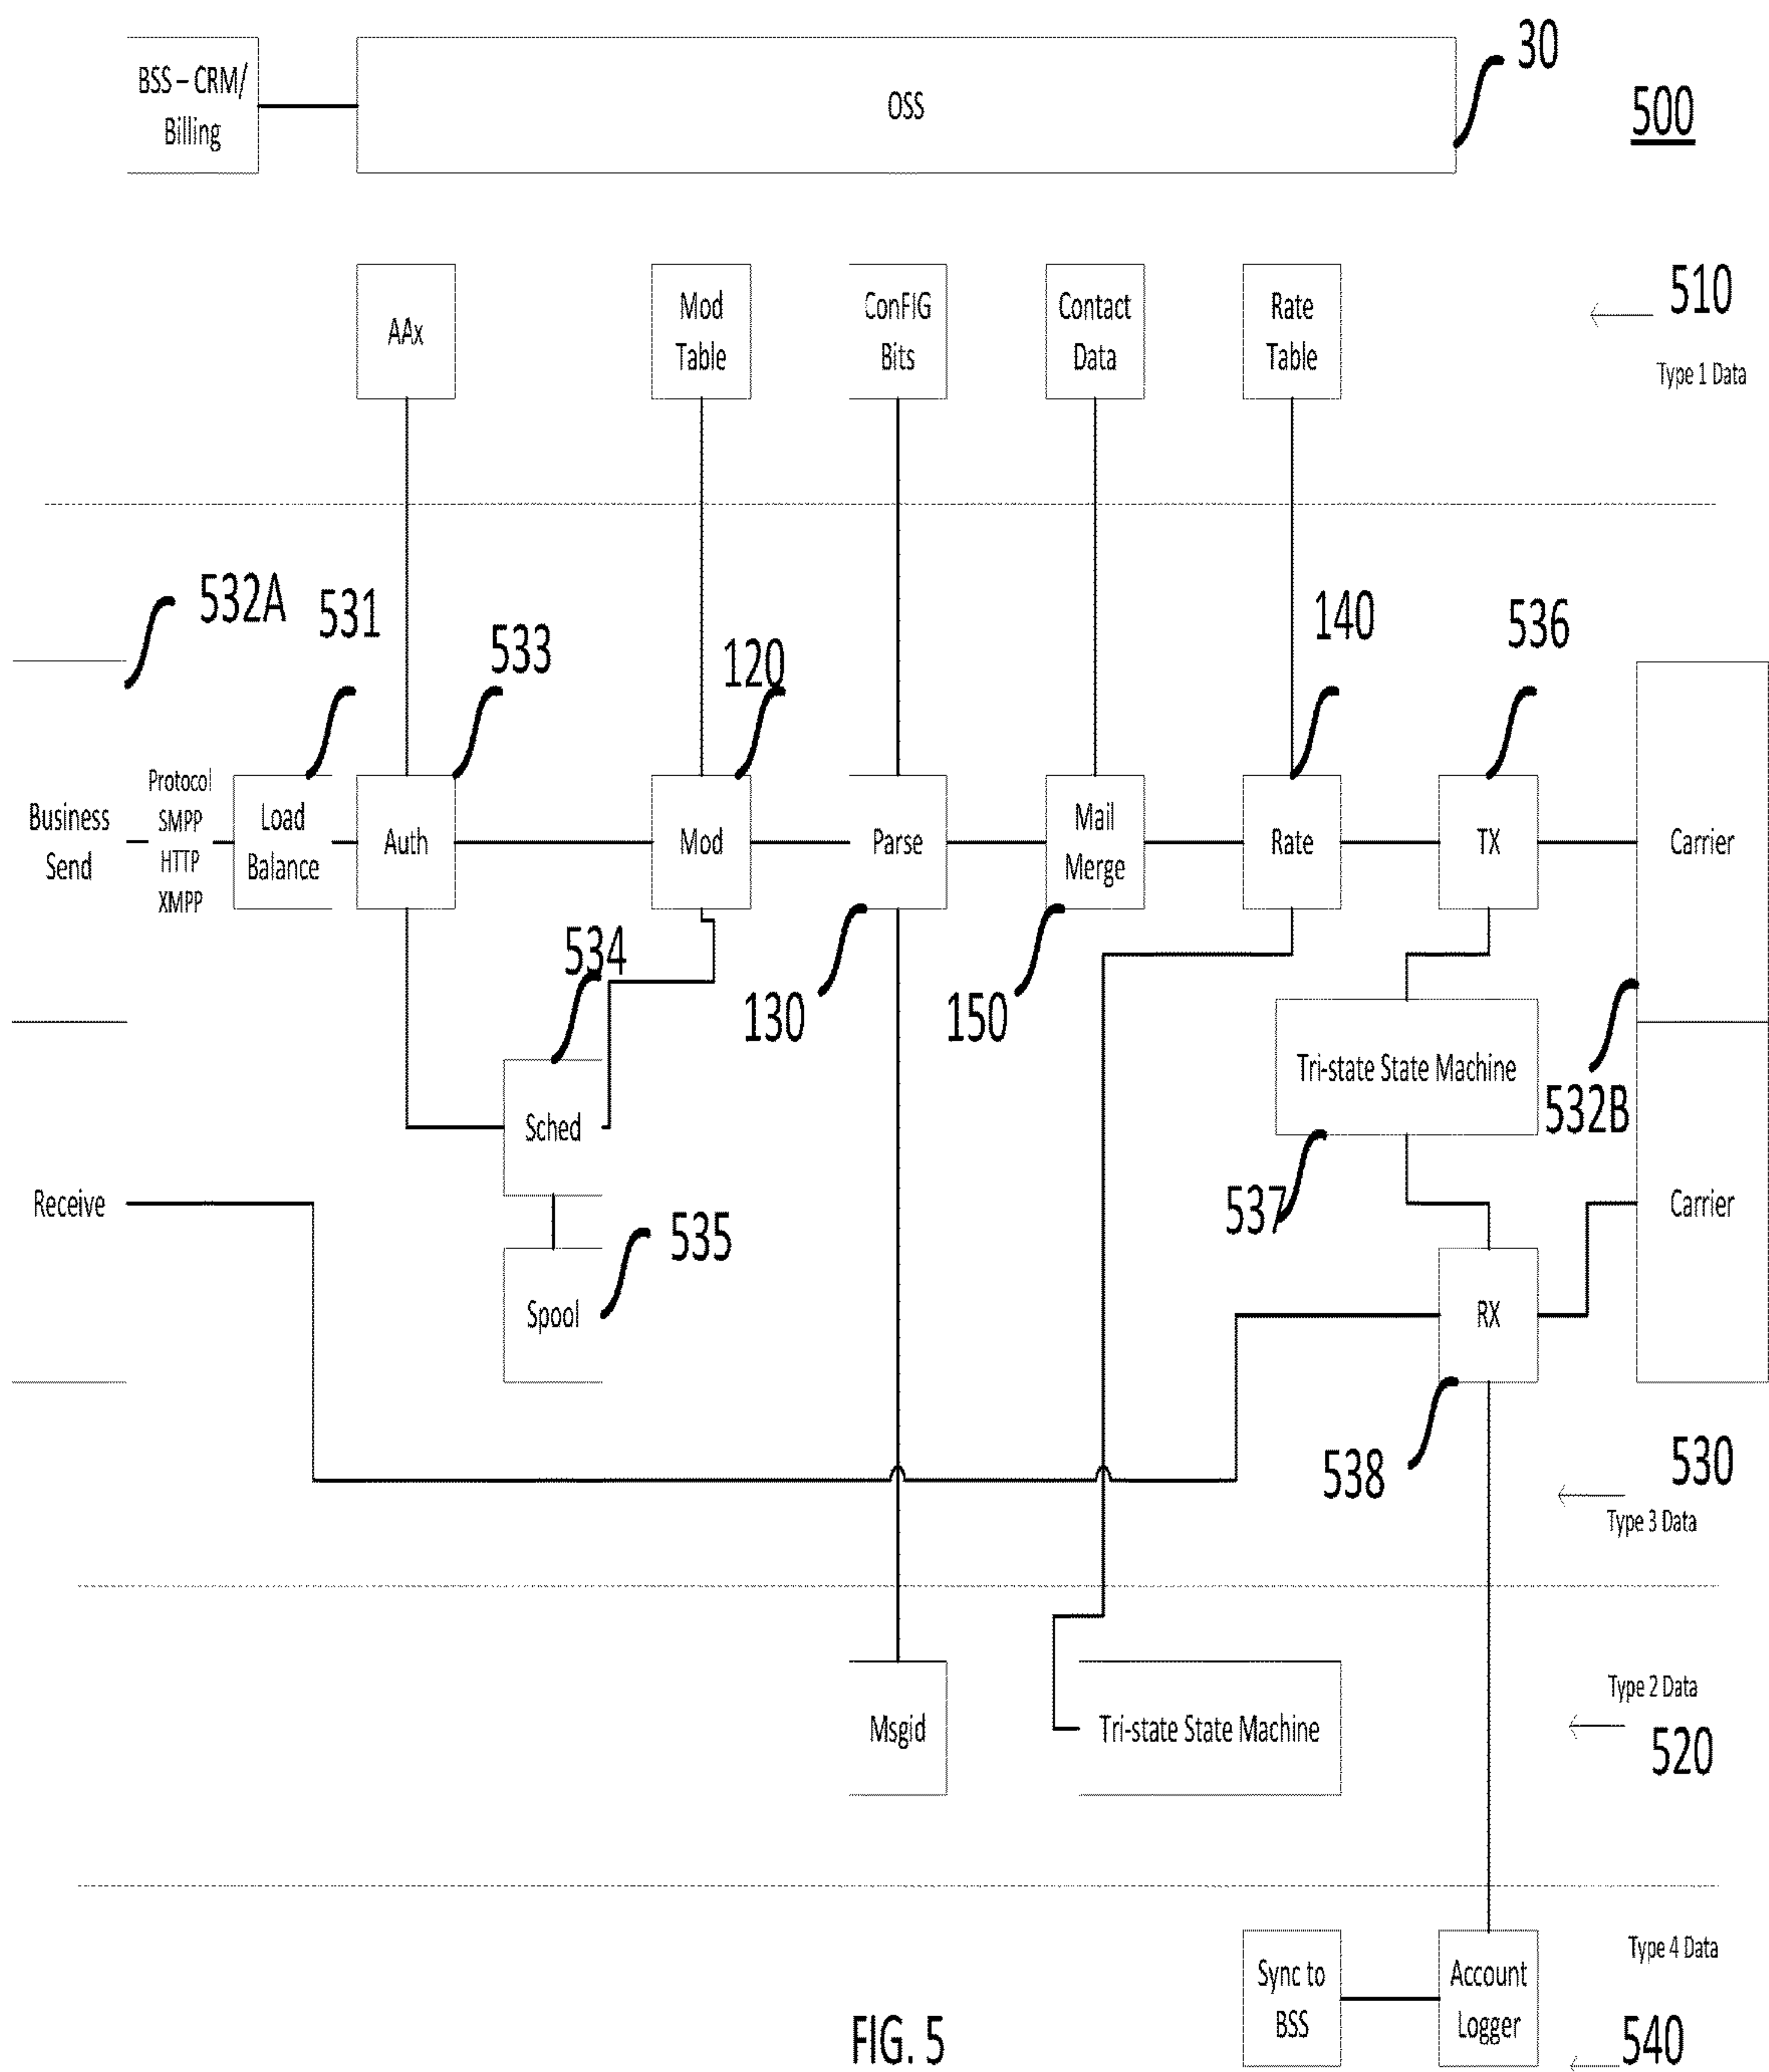 30
BSS – CRM/
Billing
OSS
500
AAx
Mod
Table
ConFIG
Bits
Contact
Data
Rate
Table
510
Type 1 Data
532A
531
533
120
140
536
Business
Send
Protocol
SMPP
HTTP
XMPP
Load
Balance
Auth
Mod
Parse
Mail
Merge
Rate
TX
Carrier
534
130
150
Tri-state State Machine
532B
Sched
Receive
537
Carrier
535
Spool
RX
538
530
Type 3 Data
Msgid
Tri-state State Machine
Type 2 Data
520
Type 4 Data
Sync to
BSS
Account
Logger
540
FIG. 5